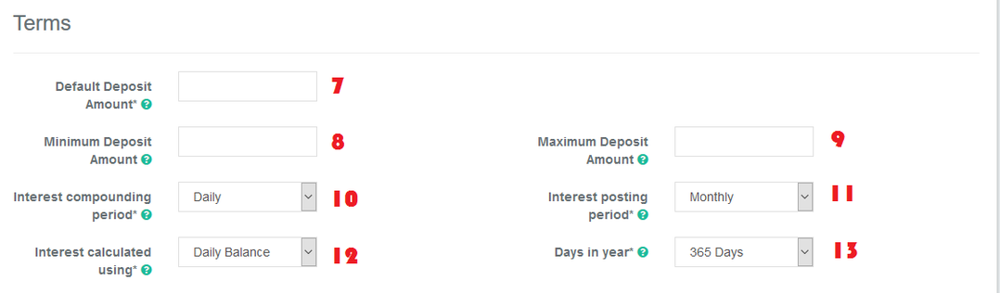 Terms
Default Deposit
Amount* ? 7
Minimum Deposit
Amount ? 8
Maximum Deposit
Amount ? 9
Interest compounding
period* ? Daily 10
Interest posting
period* ? Monthly 11
Interest calculated
using* ? Daily Balance 12
Days in year* ? 365 Days 13